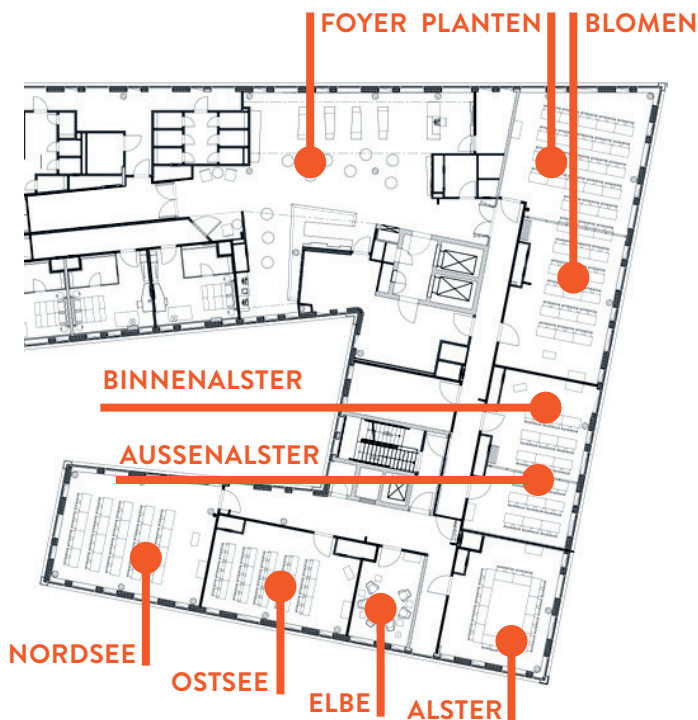 FOYER PLANTEN BLOMEN
BINNENALSTER
AUSSENALSTER
NORDSEE
OSTSEE
ELBE
ALSTER